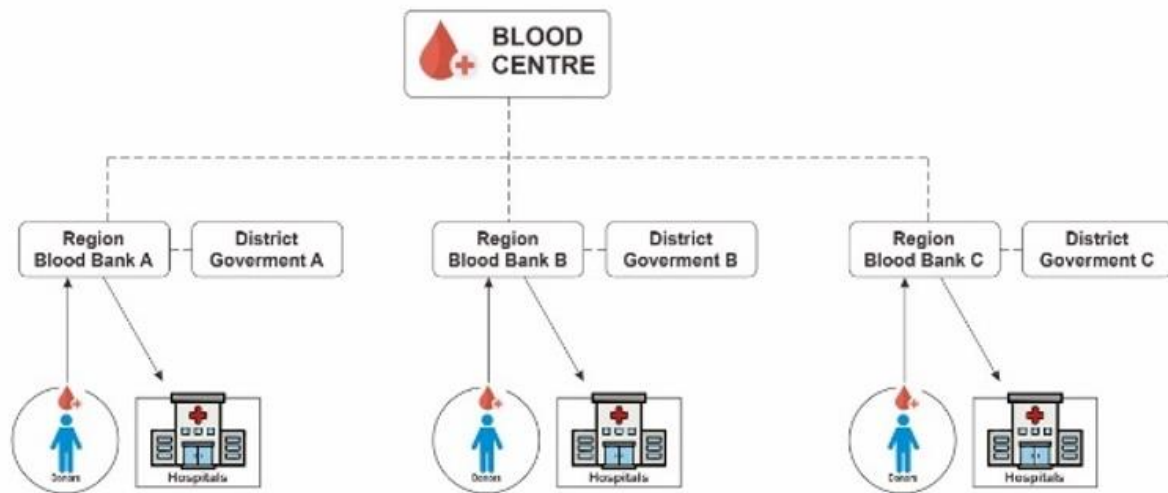 BLOOD
CENTRE
Region
Blood Bank A
District
Goverment A
Region
Blood Bank B
District
Goverment B
Region
Blood Bank C
District
Goverment C
Donors
Hospitals
Donors
Hospitals
Donors
Hospitals